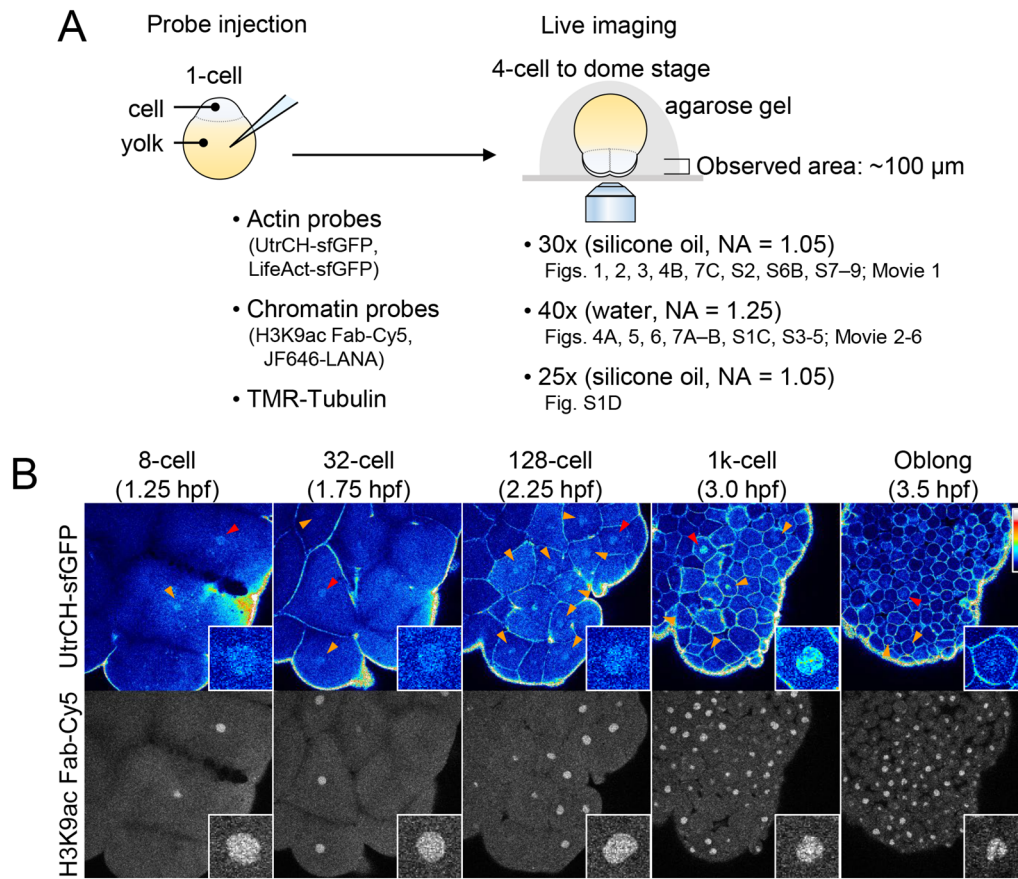 A
Probe injection
Live imaging
1-cell
4-cell to dome stage
cell
agarose gel
yolk
Observed area: ~100 µm
• Actin probes
(UtrCH-sfGFP,
LifeAct-sfGFP)
• Chromatin probes
(H3K9ac Fab-Cy5,
JF646-LANA)
• TMR-Tubulin
• 30x (silicone oil, NA = 1.05)
Figs. 1, 2, 3, 4B, 7C, S2, S6B, S7–9; Movie 1
• 40x (water, NA = 1.25)
Figs. 4A, 5, 6, 7A–B, S1C, S3-5; Movie 2-6
• 25x (silicone oil, NA = 1.05)
Fig. S1D
B
8-cell
(1.25 hpf)
32-cell
(1.75 hpf)
128-cell
(2.25 hpf)
1k-cell
(3.0 hpf)
Oblong
(3.5 hpf)
UtrCH-sfGFP
H3K9ac Fab-Cy5